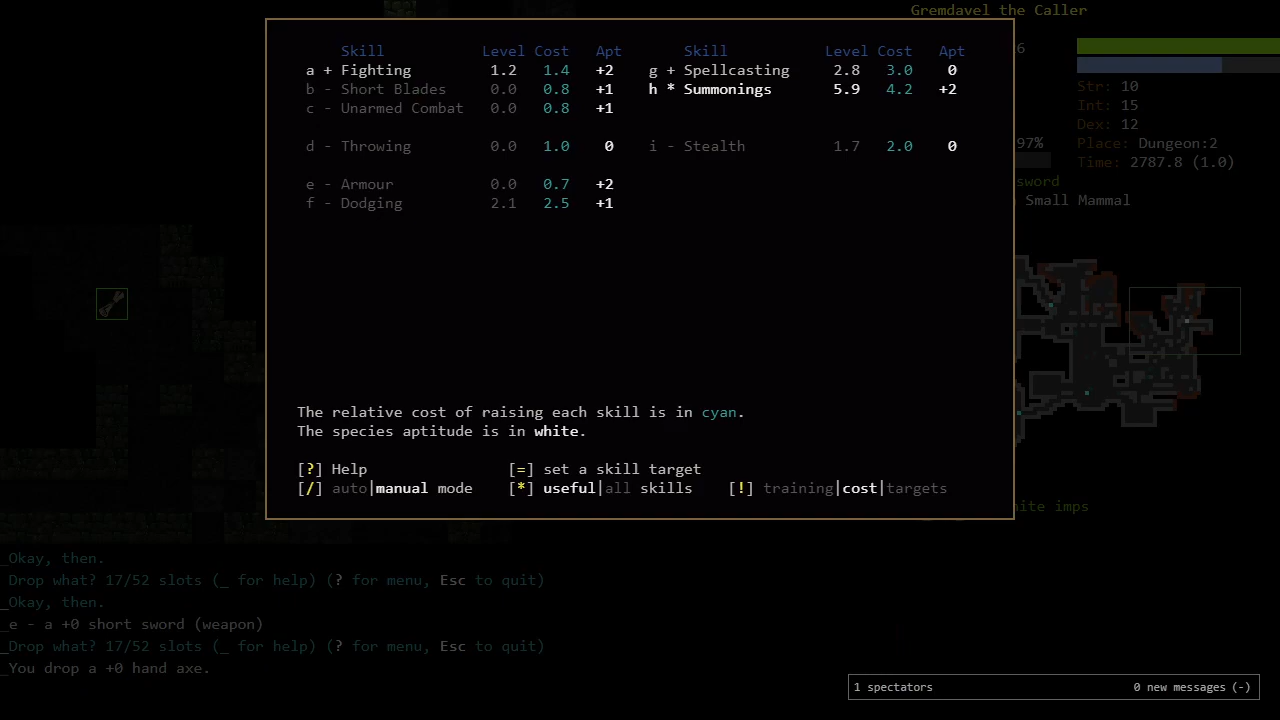 Gremdavel the Caller
Skill Level Cost Apt Skill Level Cost Apt
6
a + Fighting 1.2 1.4 +2 g + Spellcasting 2.8 3.0 0
b - Short Blades 0.0 0.8 +1 h * Summonings 5.9 4.2 +2
Str: 10
c - Unarmed Combat 0.0 0.8 +1
Int: 15
Dex: 12
d - Throwing 0.0 1.0 0 i - Stealth 1.7 2.0 0
97% Place: Dungeon:2
Time: 2787.8 (1.0)
e - Armour 0.0 0.7 +2
sword
f - Dodging 2.1 2.5 +1
Small Mammal
The relative cost of raising each skill is in cyan.
The species aptitude is in white.
[?] Help [=] set a skill target
[/] auto|manual mode [*] useful|all skills [!] training|cost|targets
imps
_Okay, then.
Drop what? 17/52 slots (_ for help) (? for menu, Esc to quit)
_Okay, then.
_e - a +0 short sword (weapon)
_Drop what? 17/52 slots (_ for help) (? for menu, Esc to quit)
_You drop a +0 hand axe.
1 spectators 0 new messages (-)